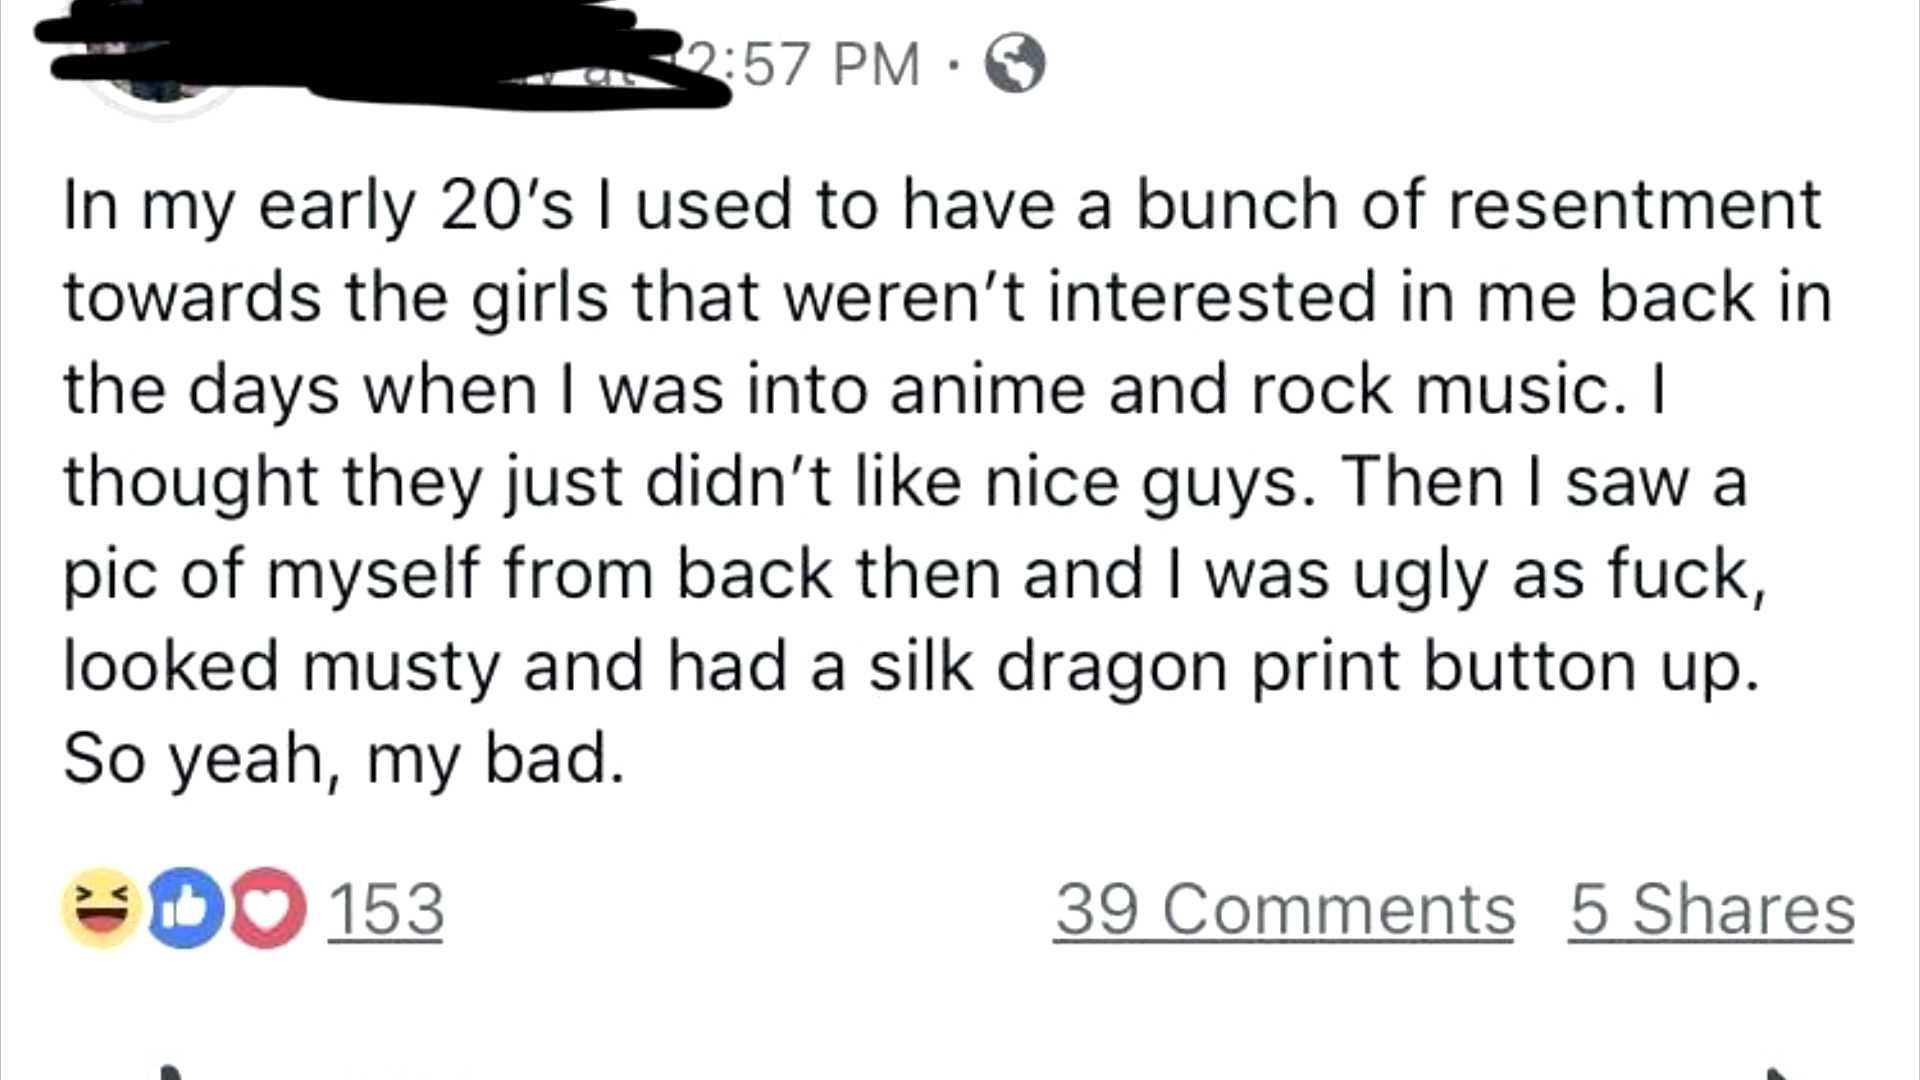 :57 PM ·
In my early 20's I used to have a bunch of resentment
towards the girls that weren't interested in me back in
the days when I was into anime and rock music. I
thought they just didn't like nice guys. Then I saw a
pic of myself from back then and I was ugly as fuck,
looked musty and had a silk dragon print button up.
So yeah, my bad.
153 39 Comments 5 Shares